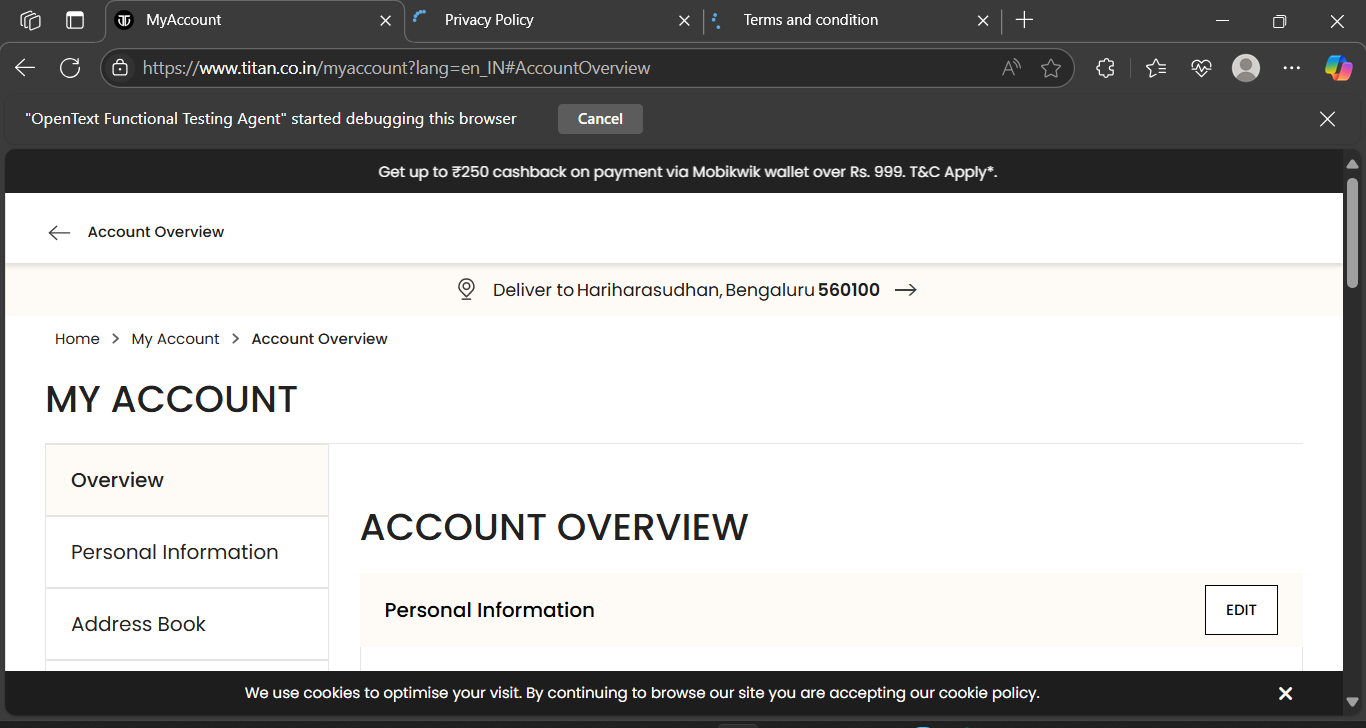 MyAccount
Privacy Policy
Terms and condition
https://www.titan.co.in/myaccount?lang=en_IN#AccountOverview
"OpenText Functional Testing Agent" started debugging this browser
Cancel
Get up to ₹250 cashback on payment via Mobikwik wallet over Rs. 999. T&C Apply*.
Account Overview
Deliver to Hariharasudhan, Bengaluru 560100
Home > My Account > Account Overview
MY ACCOUNT
Overview
Personal Information
Address Book
ACCOUNT OVERVIEW
Personal Information
EDIT
We use cookies to optimise your visit. By continuing to browse our site you are accepting our cookie policy.